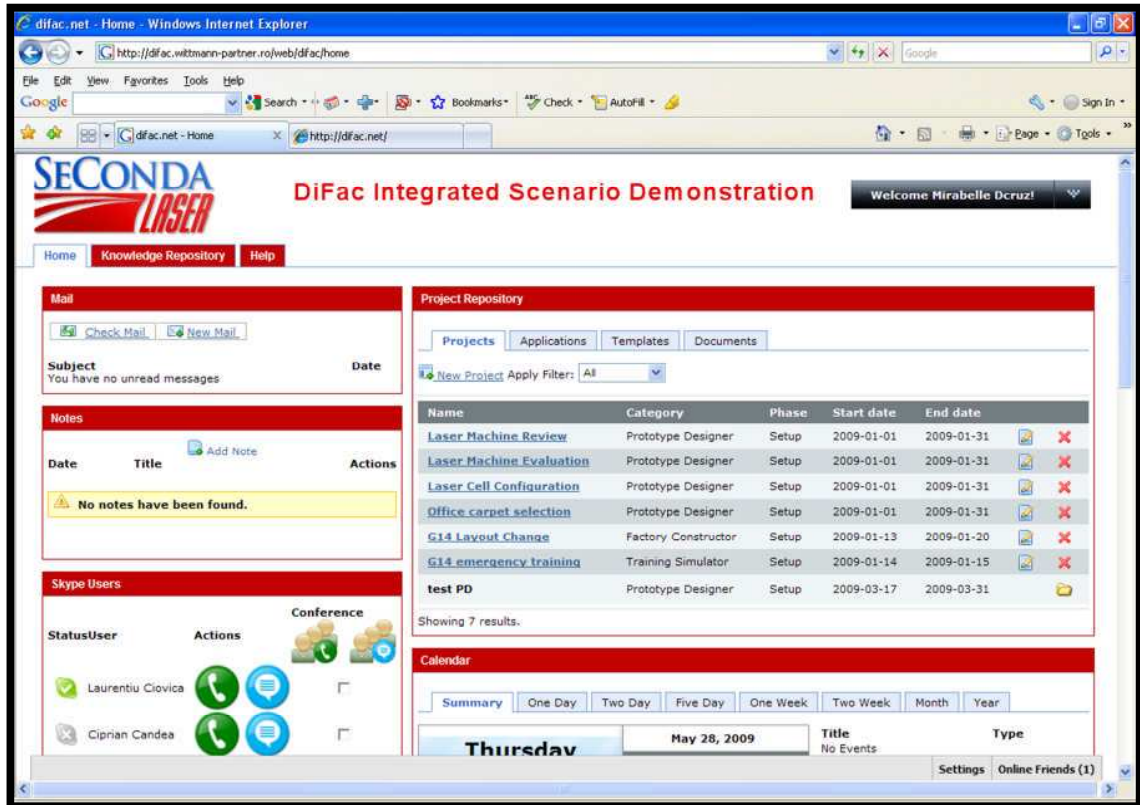 difac.net - Home - Windows Internet Explorer
http://difac.wittmann-partner.ro/web/difac/home
Google
File Edit View Favorites Tools Help
Google Search Bookmarks Check AutoFill Sign In
difac.net - Home http://difac.net/ Page Tools
SECONDA
LASER
DiFac Integrated Scenario Demonstration
Welcome Mirabelle Dcruz!
Home Knowledge Repository Help
Mail
Check Mail New Mail
Subject Date
You have no unread messages
Notes
Add Note
Date Title Actions
No notes have been found.
Skype Users
Conference
StatusUser Actions
Laurentiu Ciovica
Ciprian Candea
Project Repository
Projects Applications Templates Documents
New Project Apply Filter: All
Name Category Phase Start date End date
Laser Machine Review Prototype Designer Setup 2009-01-01 2009-01-31
Laser Machine Evaluation Prototype Designer Setup 2009-01-01 2009-01-31
Laser Cell Configuration Prototype Designer Setup 2009-01-01 2009-01-31
Office carpet selection Prototype Designer Setup 2009-01-01 2009-01-31
G14 Layout Change Factory Constructor Setup 2009-01-13 2009-01-20
G14 emergency training Training Simulator Setup 2009-01-14 2009-01-15
test PD Prototype Designer Setup 2009-03-17 2009-03-31
Showing 7 results.
Calendar
Summary One Day Two Day Five Day One Week Two Week Month Year
Thursday May 28, 2009 Title Type
No Events
Settings Online Friends (1)